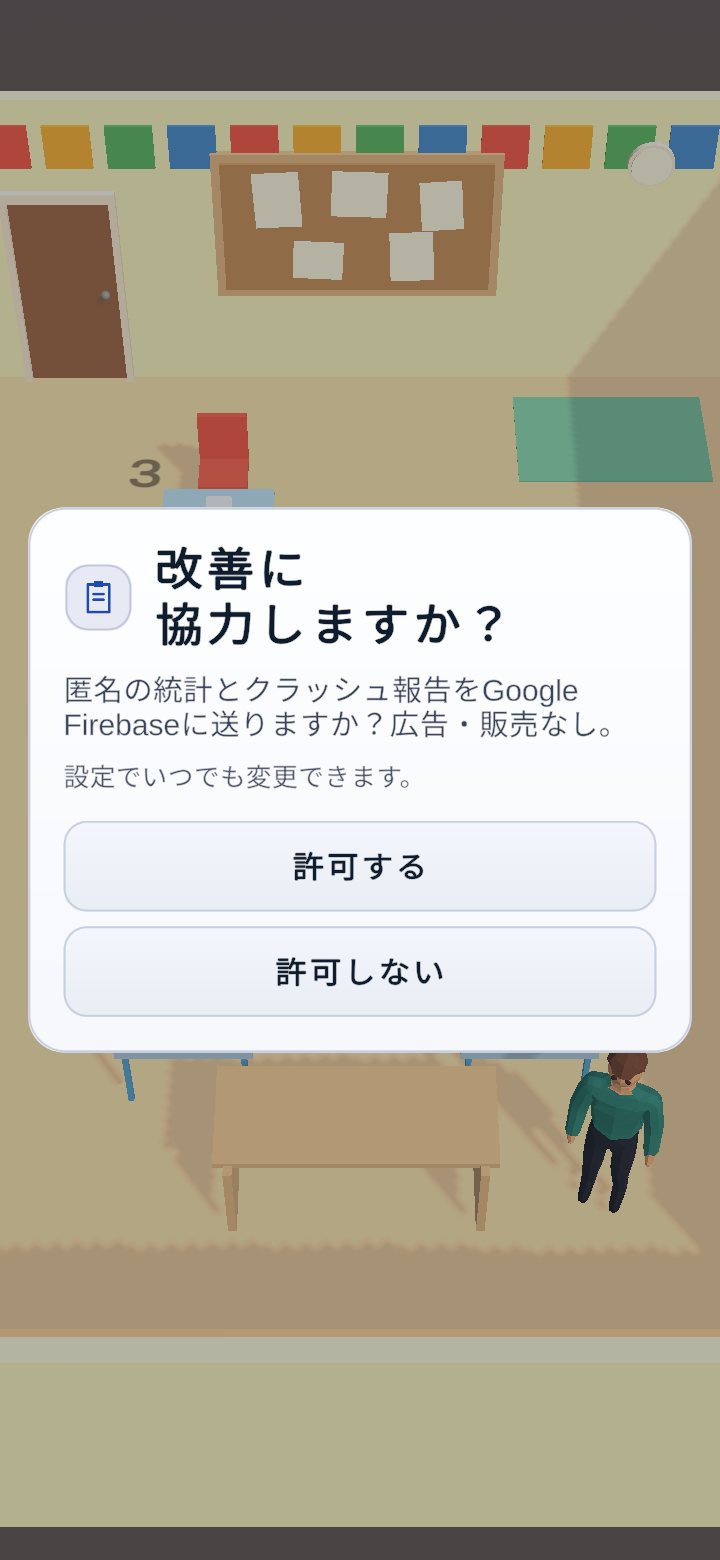 3
改善に
協力しますか？
匿名の統計とクラッシュ報告をGoogle
Firebaseに送りますか？広告・販売なし。
設定でいつでも変更できます。
許可する
許可しない